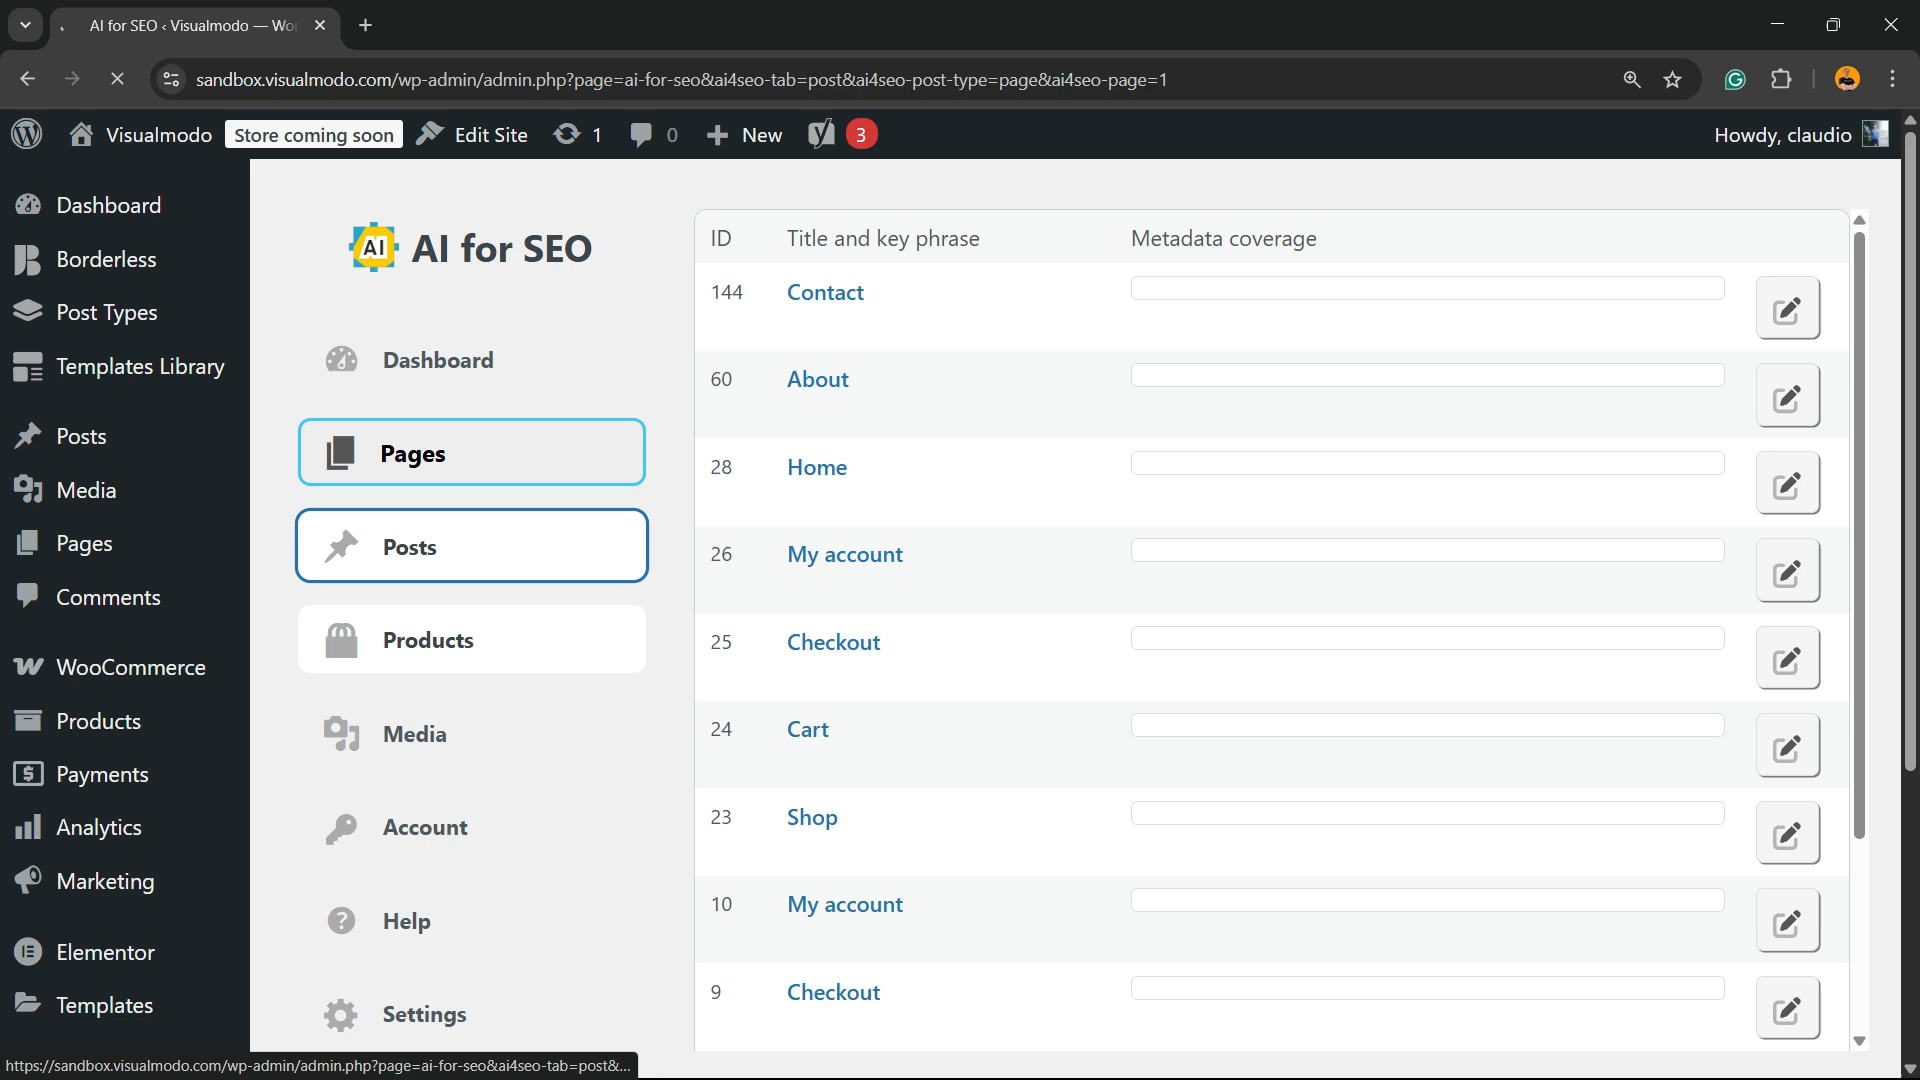 AI for SEO ‹ Visualmodo — Wor
sandbox.visualmodo.com/wp-admin/admin.php?page=ai-for-seo&ai4seo-tab=post&ai4seo-post-type=page&ai4seo-page=1
Visualmodo
Store coming soon
Edit Site
1
0
New
3
Howdy, claudio
Dashboard
Borderless
Post Types
Templates Library
Posts
Media
Pages
Comments
WooCommerce
Products
Payments
Analytics
Marketing
Elementor
Templates
AI AI for SEO
Dashboard
Pages
Posts
Products
Media
Account
Help
Settings
ID Title and key phrase Metadata coverage
144 Contact
60 About
28 Home
26 My account
25 Checkout
24 Cart
23 Shop
10 My account
9 Checkout
https://sandbox.visualmodo.com/wp-admin/admin.php?page=ai-for-seo&ai4seo-tab=post&...